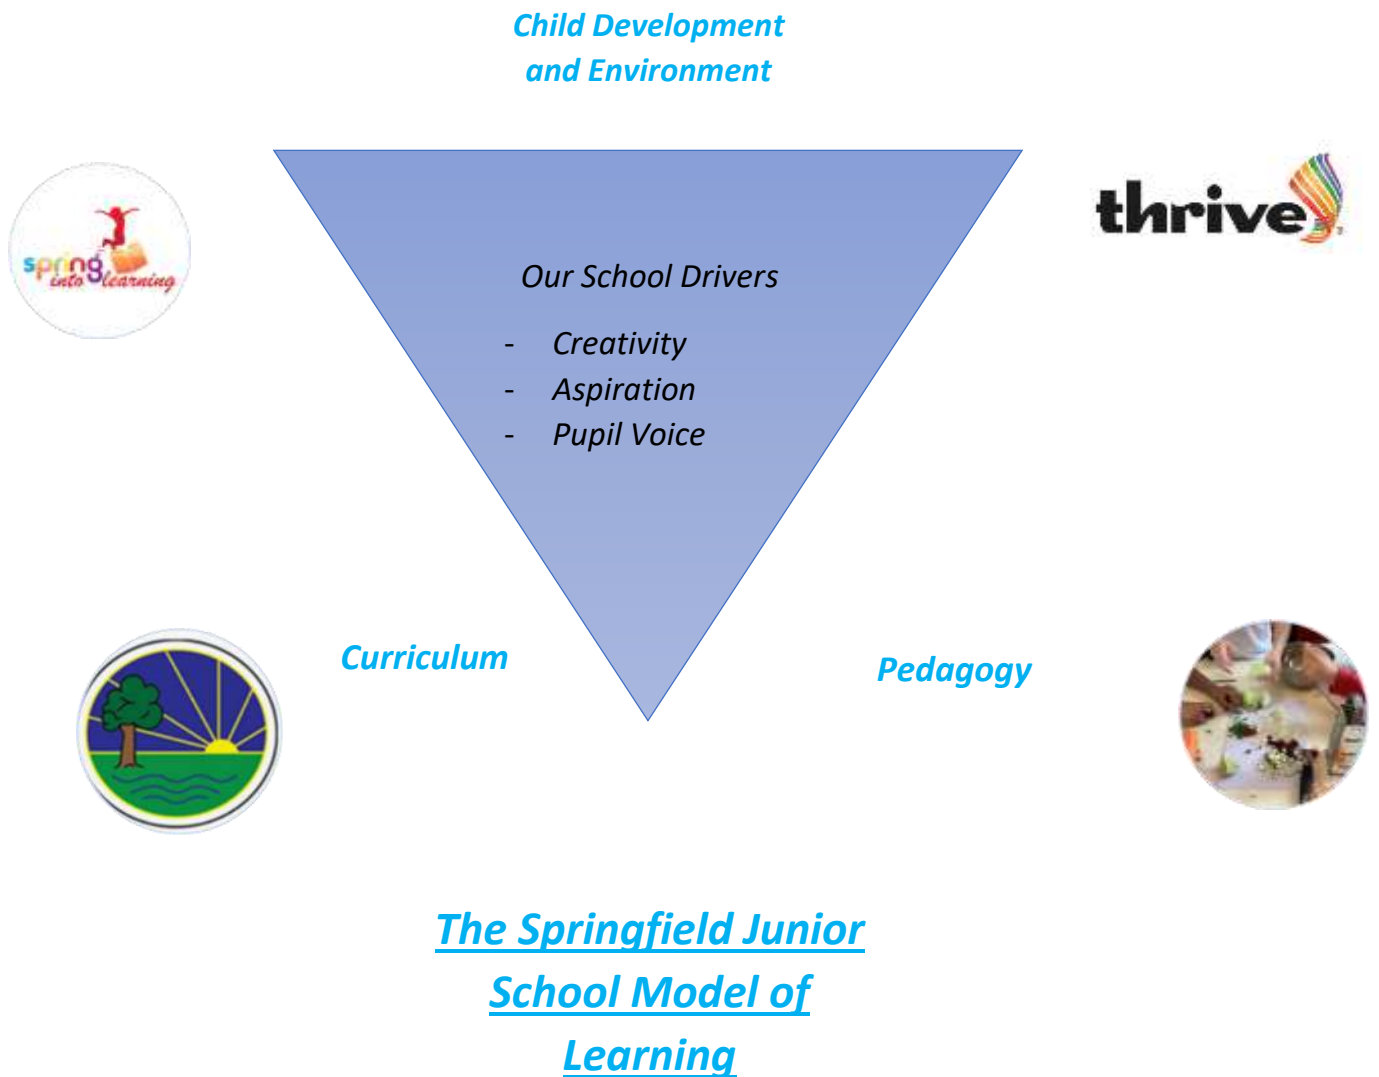 Child Development
and Environment
spring
into learning
thrive
Our School Drivers
- Creativity
- Aspiration
- Pupil Voice
Curriculum
Pedagogy
The Springfield Junior
School Model of
Learning